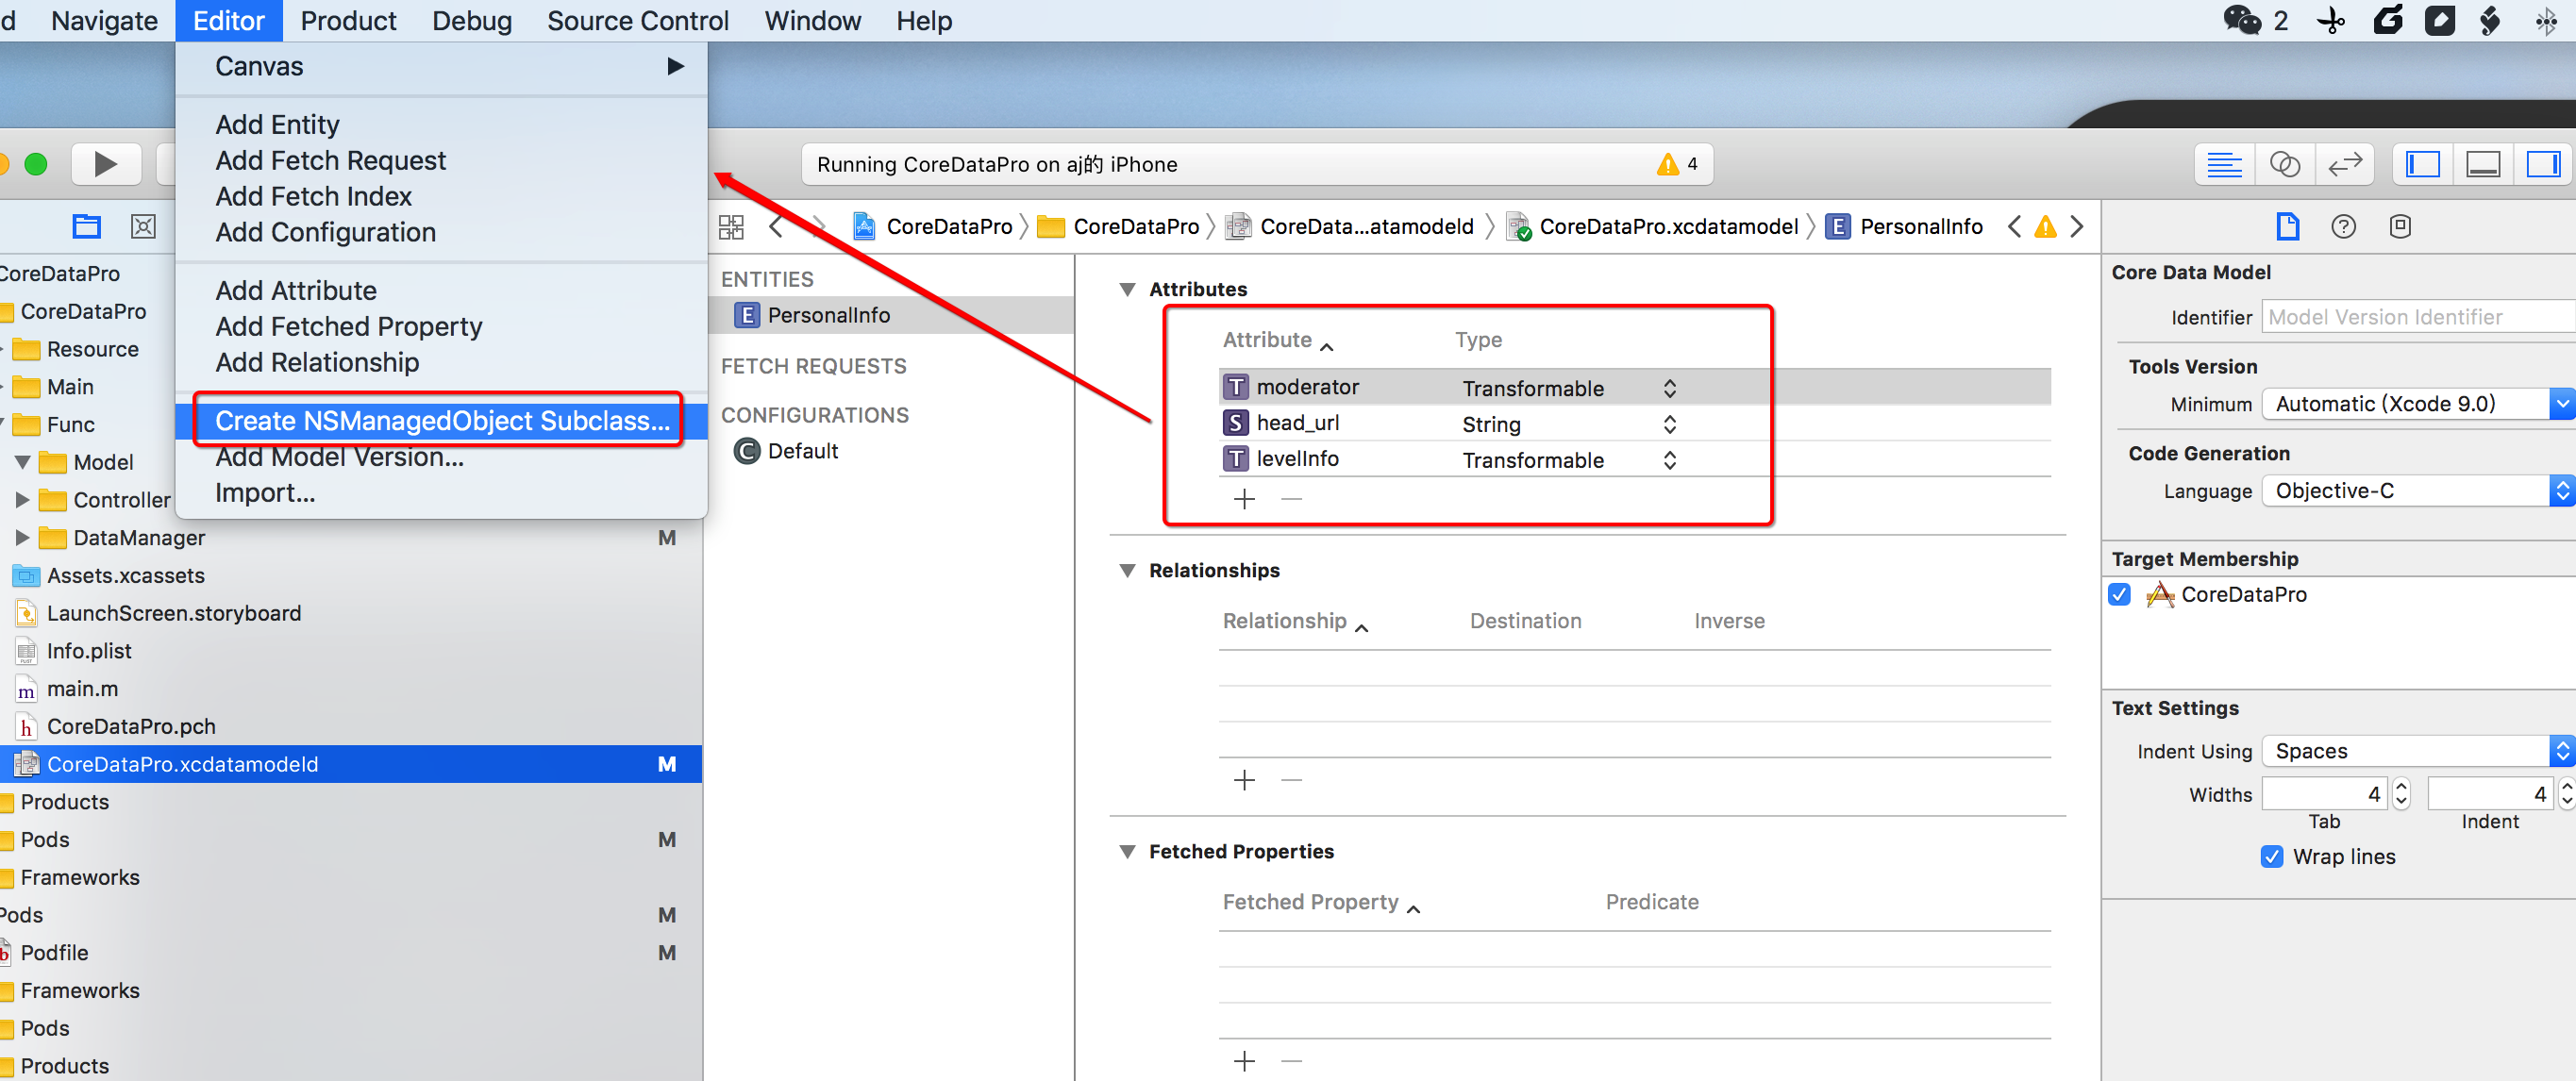 d Navigate Editor Product Debug Source Control Window Help 2
Canvas
Add Entity
Add Fetch Request
Add Fetch Index
Add Configuration
Add Attribute
Add Fetched Property
Add Relationship
Create NSManagedObject Subclass...
Add Model Version...
Import...
Running CoreDataPro on aj的 iPhone 4
CoreDataPro CoreDataPro CoreData...atamodeld CoreDataPro.xcdatamodel E PersonalInfo
CoreDataPro
CoreDataPro
Resource
Main
Func
Model
Controller
DataManager M
Assets.xcassets
LaunchScreen.storyboard
Info.plist
m main.m
h CoreDataPro.pch
CoreDataPro.xcdatamodeld M
Products
Pods M
Frameworks
Pods M
b Podfile M
Frameworks
Pods
Products
ENTITIES
E PersonalInfo
FETCH REQUESTS
CONFIGURATIONS
C Default
Attributes
Attribute Type
T moderator Transformable
S head_url String
T levelInfo Transformable
Relationships
Relationship Destination Inverse
Fetched Properties
Fetched Property Predicate
Core Data Model
Identifier Model Version Identifier
Tools Version
Minimum Automatic (Xcode 9.0)
Code Generation
Language Objective-C
Target Membership
CoreDataPro
Text Settings
Indent Using Spaces
Widths 4 4
Tab Indent
Wrap lines